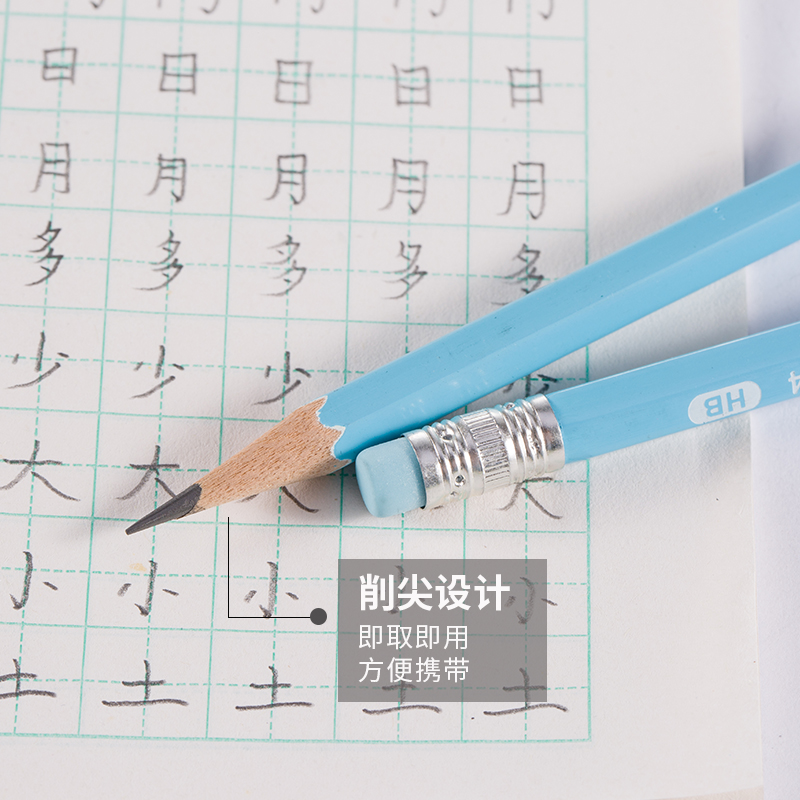 日 日 日 日 日
月 月 月 月 月
多 多 多 多 多
少 少 少
大 大 大 大
HB
小 小 小 小 小
削尖设计
即取即用
方便携带
土 土 土 土 土